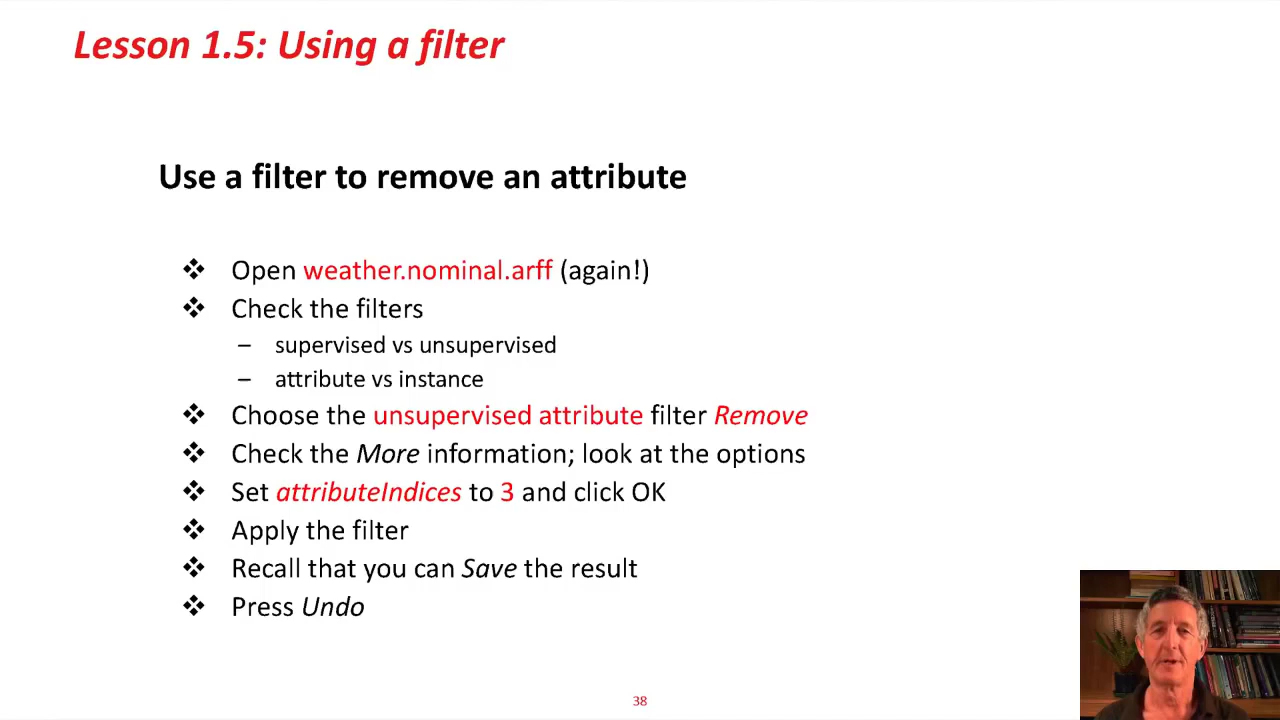 Lesson 1.5: Using a filter
Use a filter to remove an attribute
❖ Open weather.nominal.arff (again!)
❖ Check the filters
– supervised vs unsupervised
– attribute vs instance
❖ Choose the unsupervised attribute filter Remove
❖ Check the More information; look at the options
❖ Set attributeIndices to 3 and click OK
❖ Apply the filter
❖ Recall that you can Save the result
❖ Press Undo
38